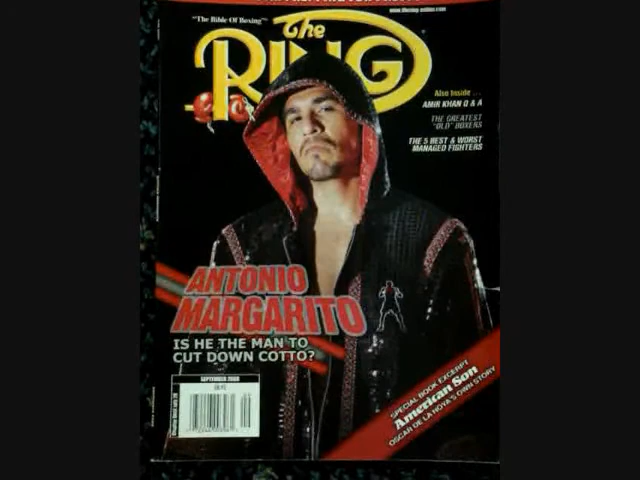 "The Bible Of Boxing"
The
RING
Also Inside ...
AMIR KHAN Q & A
THE GREATEST
"OLD" BOXERS
THE 5 BEST & WORST
MANAGED FIGHTERS
ANTONIO
MARGARITO
IS HE THE MAN TO
CUT DOWN COTTO?
SEPTEMBER 2008
SPECIAL BOOK EXCERPT
American Son
OSCAR DE LA HOYA'S OWN STORY